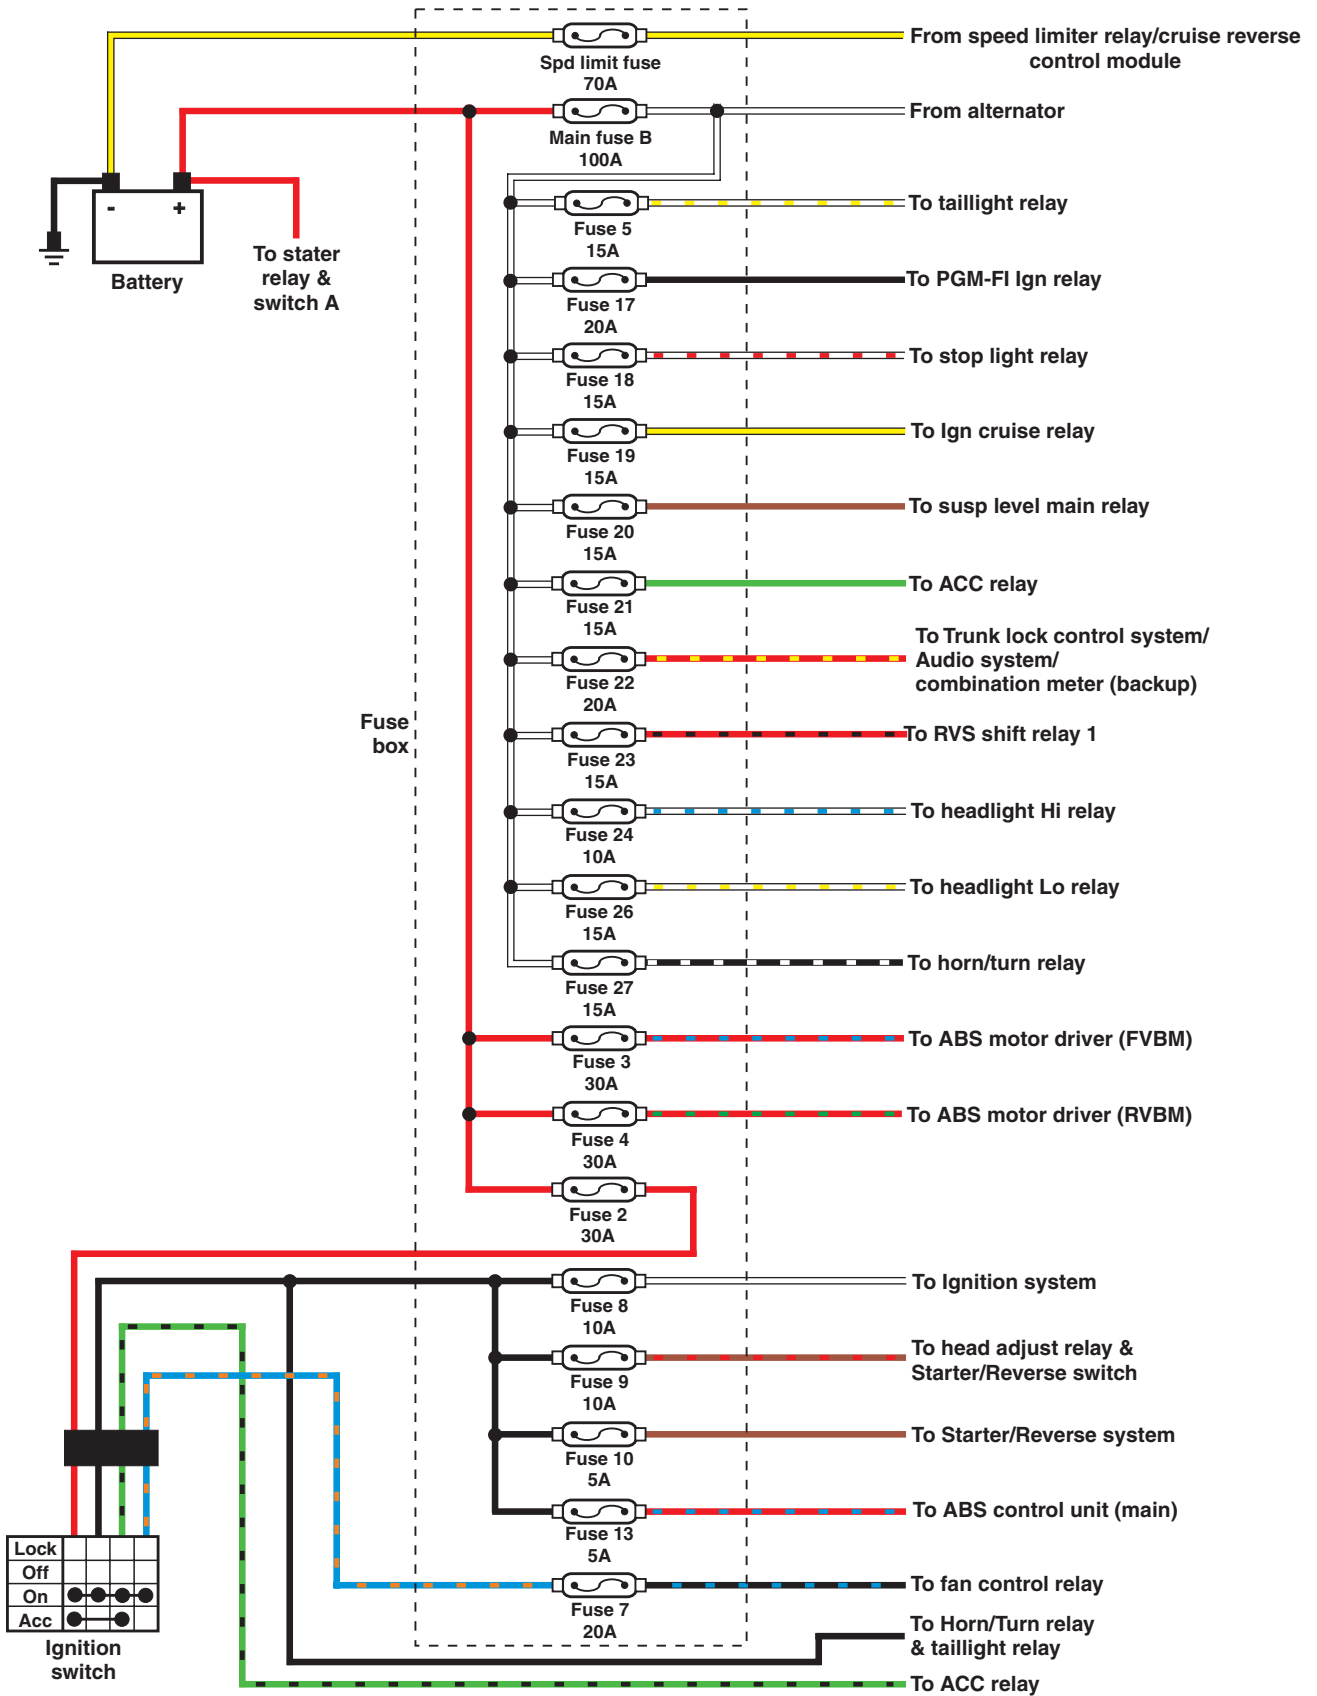 From speed limiter relay/cruise reverse
control module
Spd limit fuse
70A
From alternator
Main fuse B
100A
-
+
Battery
To stater
relay &
switch A
To taillight relay
Fuse 5
15A
To PGM-FI Ign relay
Fuse 17
20A
To stop light relay
Fuse 18
15A
To Ign cruise relay
Fuse 19
15A
To susp level main relay
Fuse 20
15A
To ACC relay
Fuse 21
15A
To Trunk lock control system/
Audio system/
combination meter (backup)
Fuse 22
20A
Fuse
box
To RVS shift relay 1
Fuse 23
15A
To headlight Hi relay
Fuse 24
10A
To headlight Lo relay
Fuse 26
15A
To horn/turn relay
Fuse 27
15A
To ABS motor driver (FVBM)
Fuse 3
30A
To ABS motor driver (RVBM)
Fuse 4
30A
Fuse 2
30A
To Ignition system
Fuse 8
10A
To head adjust relay &
Starter/Reverse switch
Fuse 9
10A
To Starter/Reverse system
Fuse 10
5A
To ABS control unit (main)
Fuse 13
5A
To fan control relay
Fuse 7
20A
Lock
Off
On
Acc
Ignition
switch
To Horn/Turn relay
& taillight relay
To ACC relay